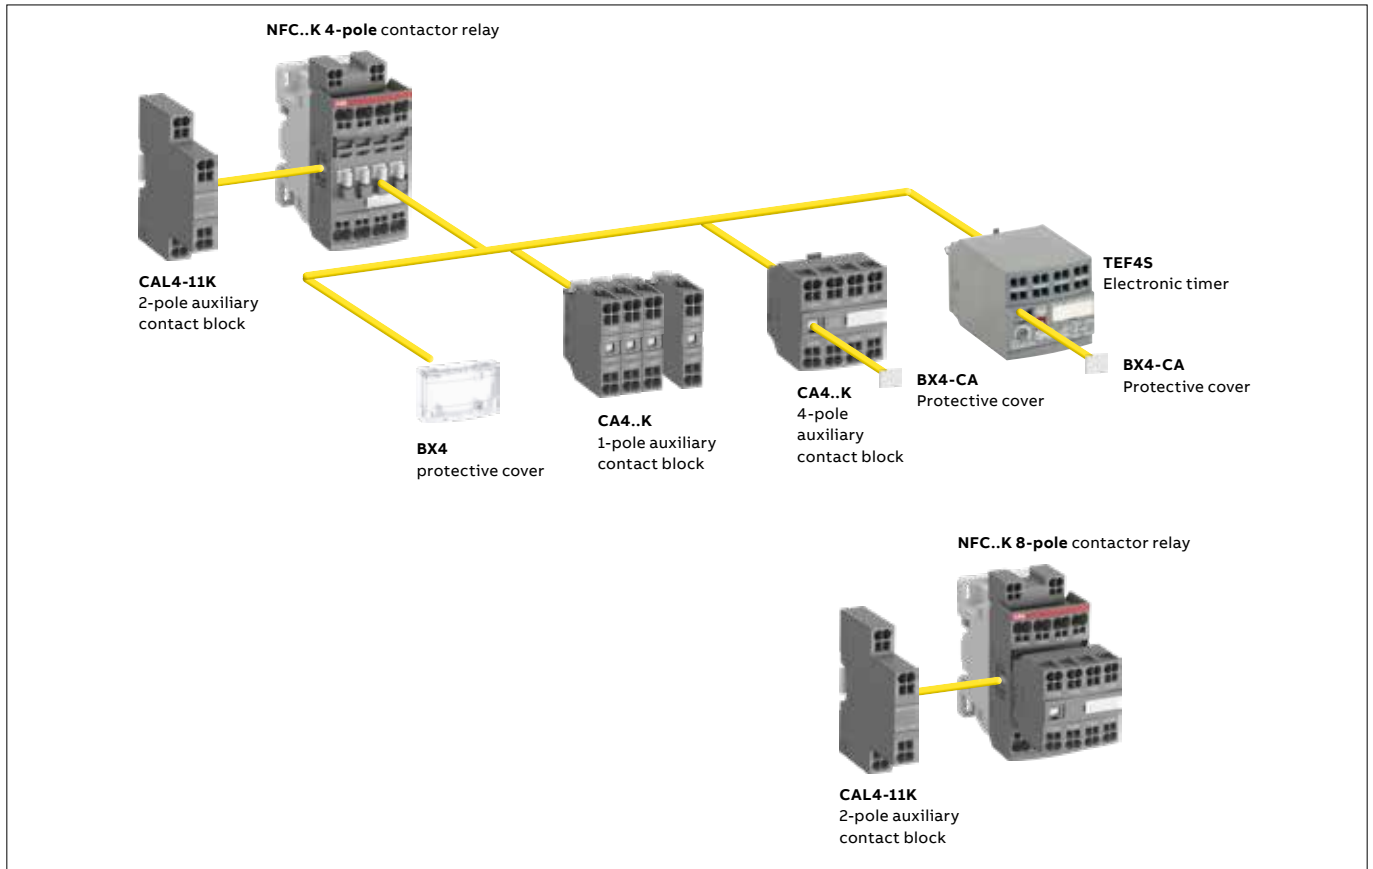 NFC..K 4-pole contactor relay
CAL4-11K
2-pole auxiliary
contact block
BX4
protective cover
CA4..K
1-pole auxiliary
contact block
CA4..K
4-pole
auxiliary
contact block
BX4-CA
Protective cover
TEF4S
Electronic timer
BX4-CA
Protective cover
NFC..K 8-pole contactor relay
CAL4-11K
2-pole auxiliary
contact block